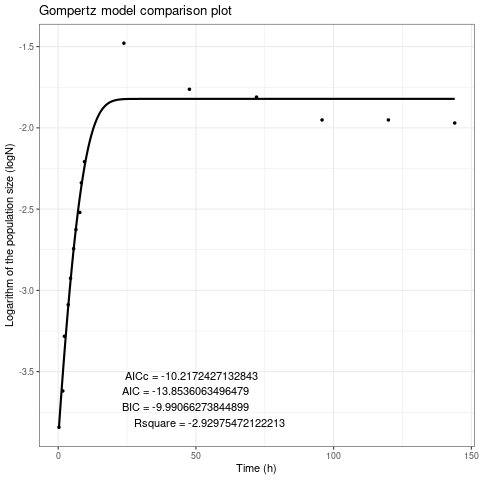 Gompertz model comparison plot
Logarithm of the population size (logN)
-1.5
-2.0
-2.5
-3.0
-3.5
AICc = -10.2172427132843
AIC = -13.8536063496479
BIC = -9.99066273844899
Rsquare = -2.92975472122213
0 50 100 150
Time (h)